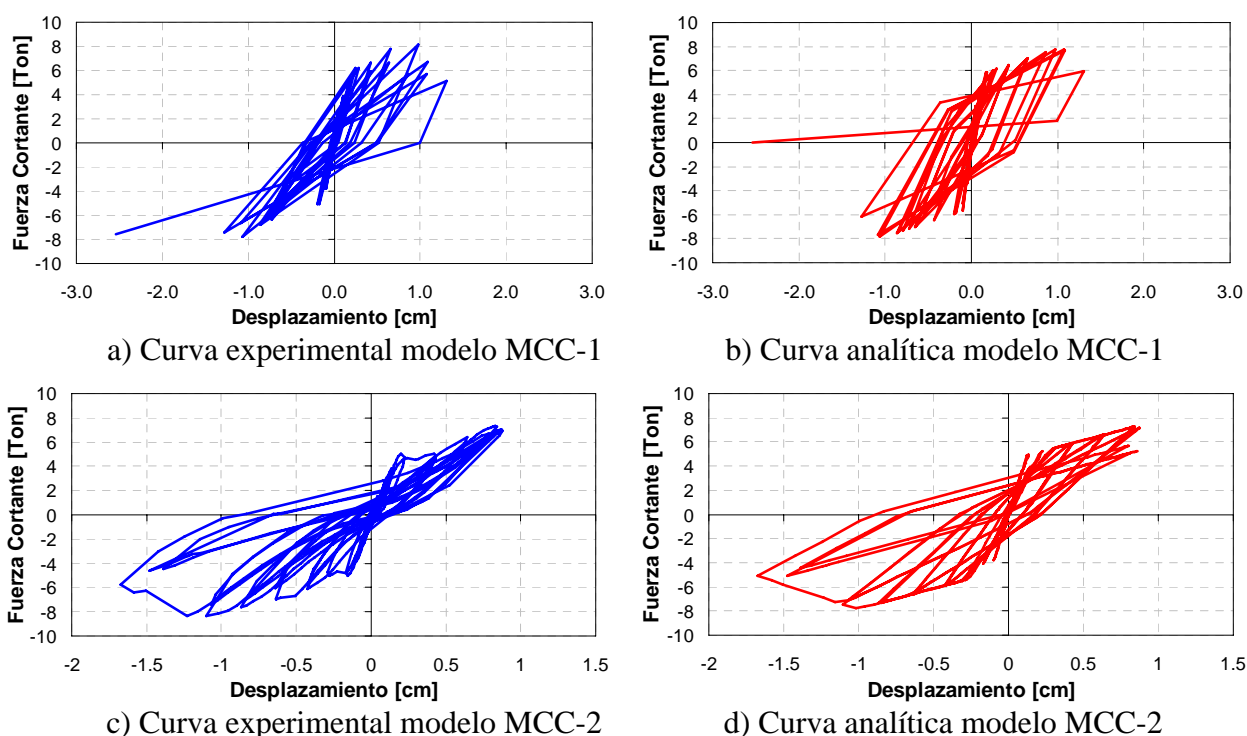 10
8
6
4
2
0
-2
-4
-6
-8
-10
Fuerza Cortante [Ton]
-3.0 -2.0 -1.0 0.0 1.0 2.0 3.0
Desplazamiento [cm]
a) Curva experimental modelo MCC-1
10
8
6
4
2
0
-2
-4
-6
-8
-10
Fuerza Cortante [Ton]
-3.0 -2.0 -1.0 0.0 1.0 2.0 3.0
Desplazamiento [cm]
b) Curva analítica modelo MCC-1
10
8
6
4
2
0
-2
-4
-6
-8
-10
Fuerza Cortante [Ton]
-2 -1.5 -1 -0.5 0 0.5 1 1.5
Desplazamiento [cm]
c) Curva experimental modelo MCC-2
10
8
6
4
2
0
-2
-4
-6
-8
-10
Fuerza Cortante [Ton]
-2 -1.5 -1 -0.5 0 0.5 1 1.5
Desplazamiento [cm]
d) Curva analítica modelo MCC-2